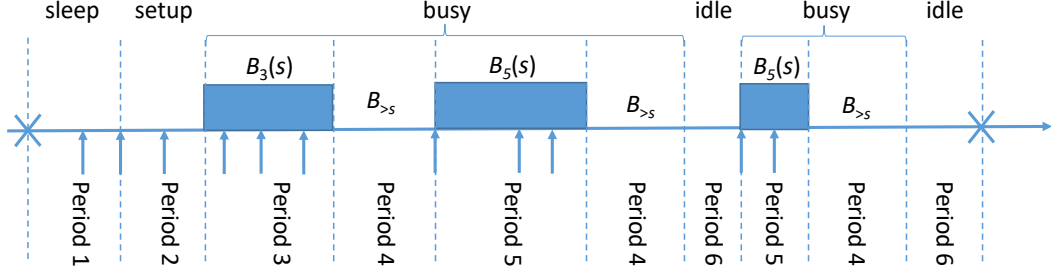 sleep setup busy idle busy idle
B₃(s) B₅(s) B₅(s)
B>s B>s B>s
Period 1 Period 2 Period 3 Period 4 Period 5 Period 4 Period 6 Period 5 Period 4 Period 6